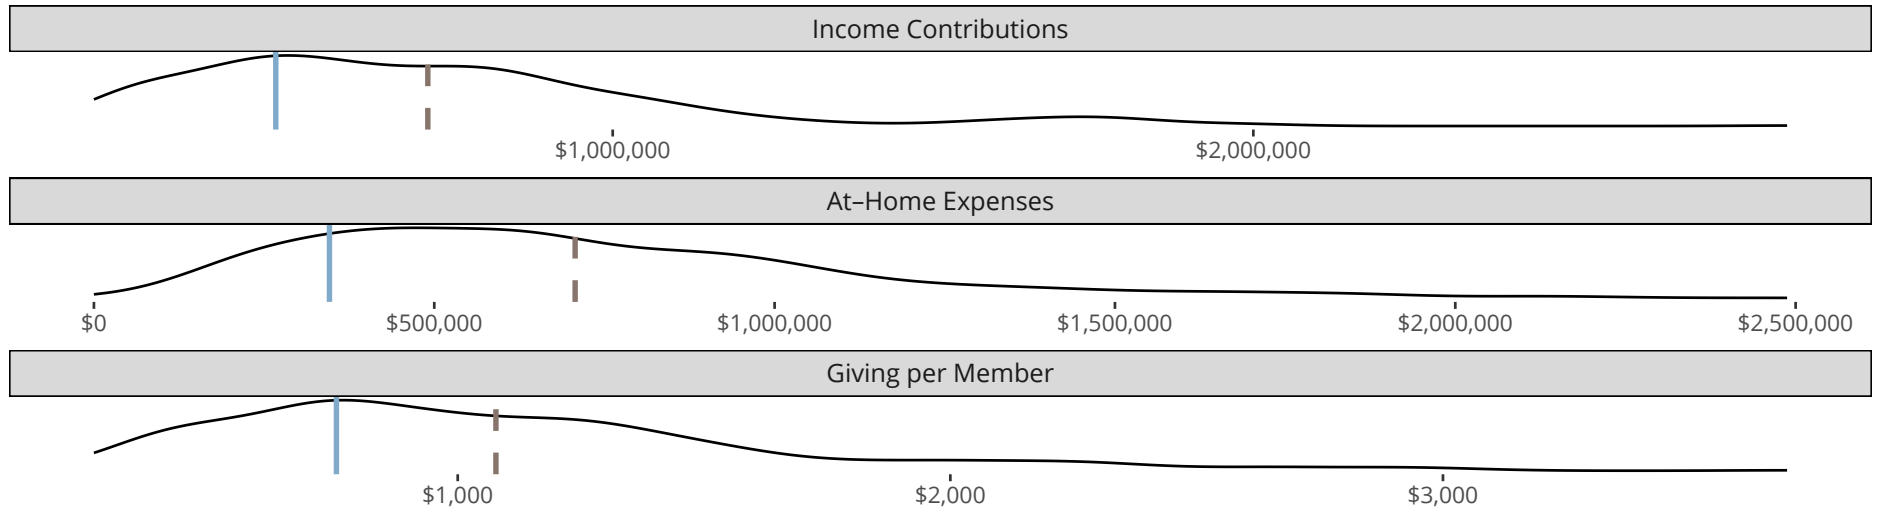 Income Contributions
$1,000,000 $2,000,000
At–Home Expenses
$0 $500,000 $1,000,000 $1,500,000 $2,000,000 $2,500,000
Giving per Member
$1,000 $2,000 $3,000